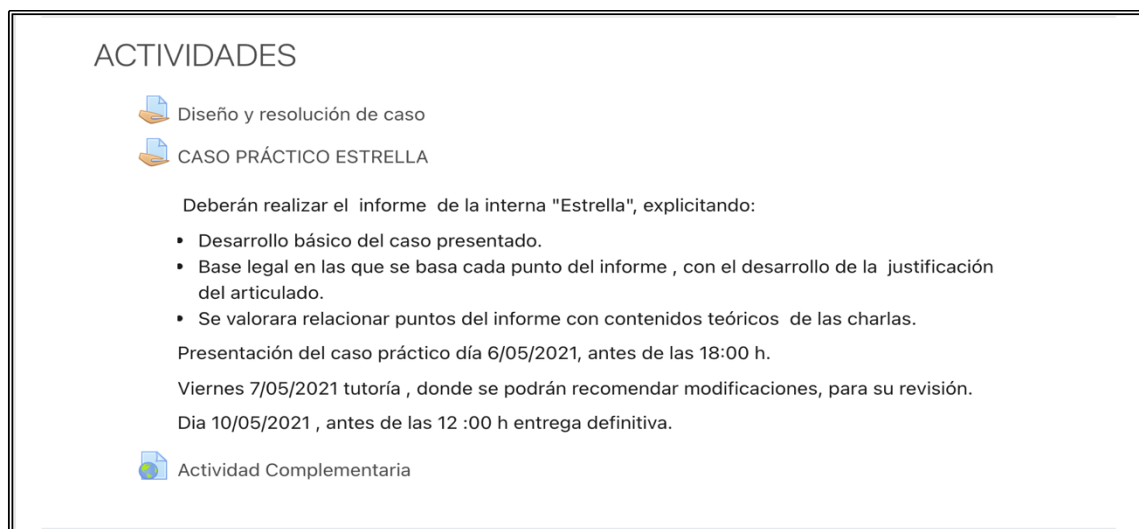 ACTIVIDADES
Diseño y resolución de caso
CASO PRÁCTICO ESTRELLA
Deberán realizar el informe de la interna "Estrella", explicitando:
• Desarrollo básico del caso presentado.
• Base legal en las que se basa cada punto del informe , con el desarrollo de la justificación
del articulado.
• Se valorara relacionar puntos del informe con contenidos teóricos de las charlas.
Presentación del caso práctico día 6/05/2021, antes de las 18:00 h.
Viernes 7/05/2021 tutoría , donde se podrán recomendar modificaciones, para su revisión.
Dia 10/05/2021 , antes de las 12 :00 h entrega definitiva.
Actividad Complementaria